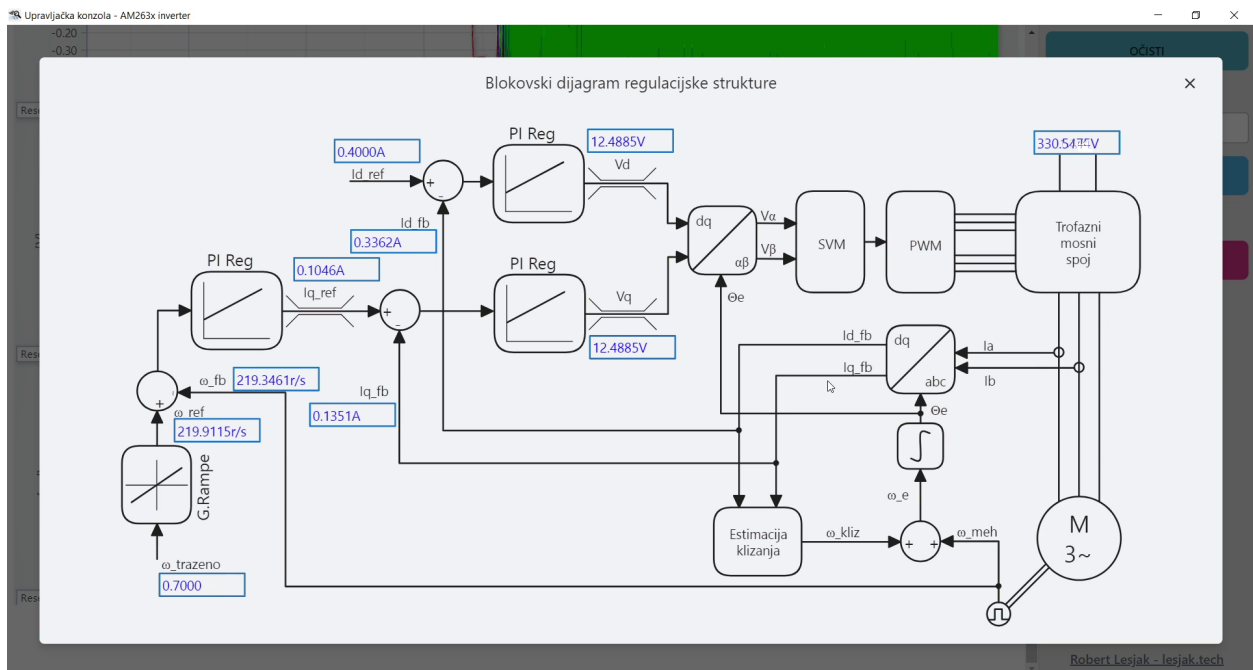 Upravljačka konzola - AM263x inverter
-0.20
-0.30
OČISTI
Blokovski dijagram regulacijske strukture
PI Reg
12.4885V
Vd
0.4000A
Id_ref
+
-
Id_fb
0.3362A
PI Reg
0.1046A
Iq_ref
+
-
PI Reg
Vq
12.4885V
dq
αβ
Vα
Vβ
Θe
SVM
PWM
Trofazni
mosni
spoj
ω_fb
219.3461r/s
ω_ref
219.9115r/s
+
-
Iq_fb
0.1351A
Id_fb
Iq_fb
dq
abc
Ia
Ib
Θe
G.Rampe
ω_trazeno
0.7000
Estimacija
klizanja
ω_kliz
ω_e
+
+
ω_meh
M
3~
Robert Lesjak - lesjak.tech